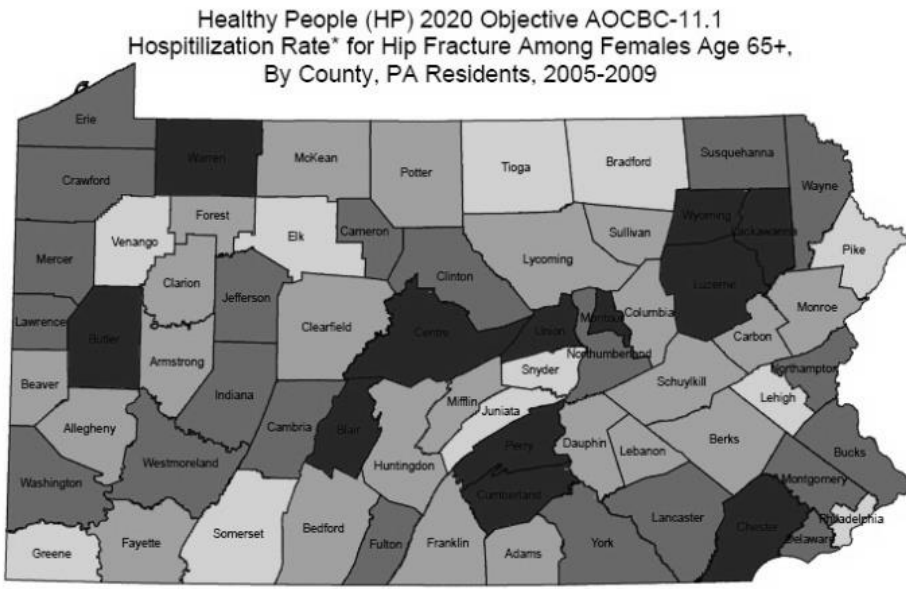 Healthy People (HP) 2020 Objective AOCBC-11.1
Hospitilization Rate* for Hip Fracture Among Females Age 65+,
By County, PA Residents, 2005-2009
Erie
Warren
McKean
Potter
Tioga
Bradford
Susquehanna
Wayne
Crawford
Forest
Wyoming
Lackawanna
Venango
Elk
Cameron
Sullivan
Pike
Mercer
Clarion
Clinton
Lycoming
Luzerne
Jefferson
Columbia
Monroe
Lawrence
Butler
Clearfield
Centre
Union
Montour
Carbon
Northumberland
Armstrong
Snyder
Northampton
Beaver
Indiana
Mifflin
Schuylkill
Lehigh
Allegheny
Cambria
Blair
Juniata
Perry
Dauphin
Lebanon
Berks
Bucks
Westmoreland
Huntingdon
Washington
Cumberland
Montgomery
Somerset
Bedford
Lancaster
Philadelphia
Greene
Fayette
Fulton
Franklin
Adams
York
Chester
Delaware